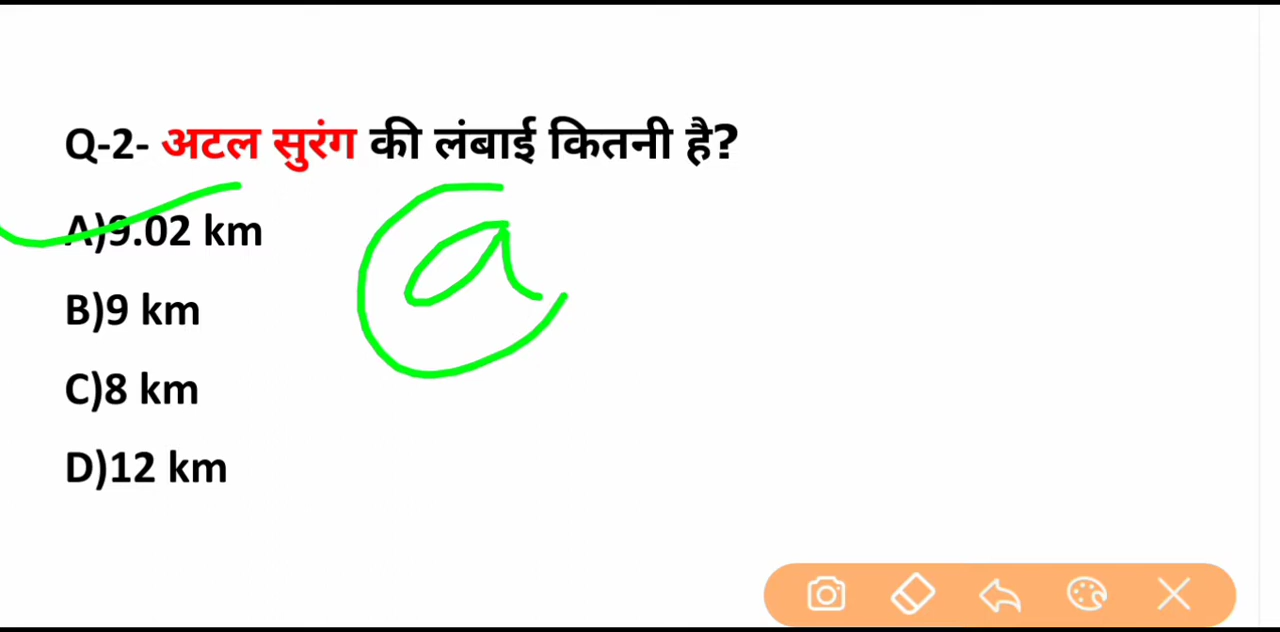 Q-2- अटल सुरंग की लंबाई कितनी है?
A)9.02 km
a
B)9 km
C)8 km
D)12 km